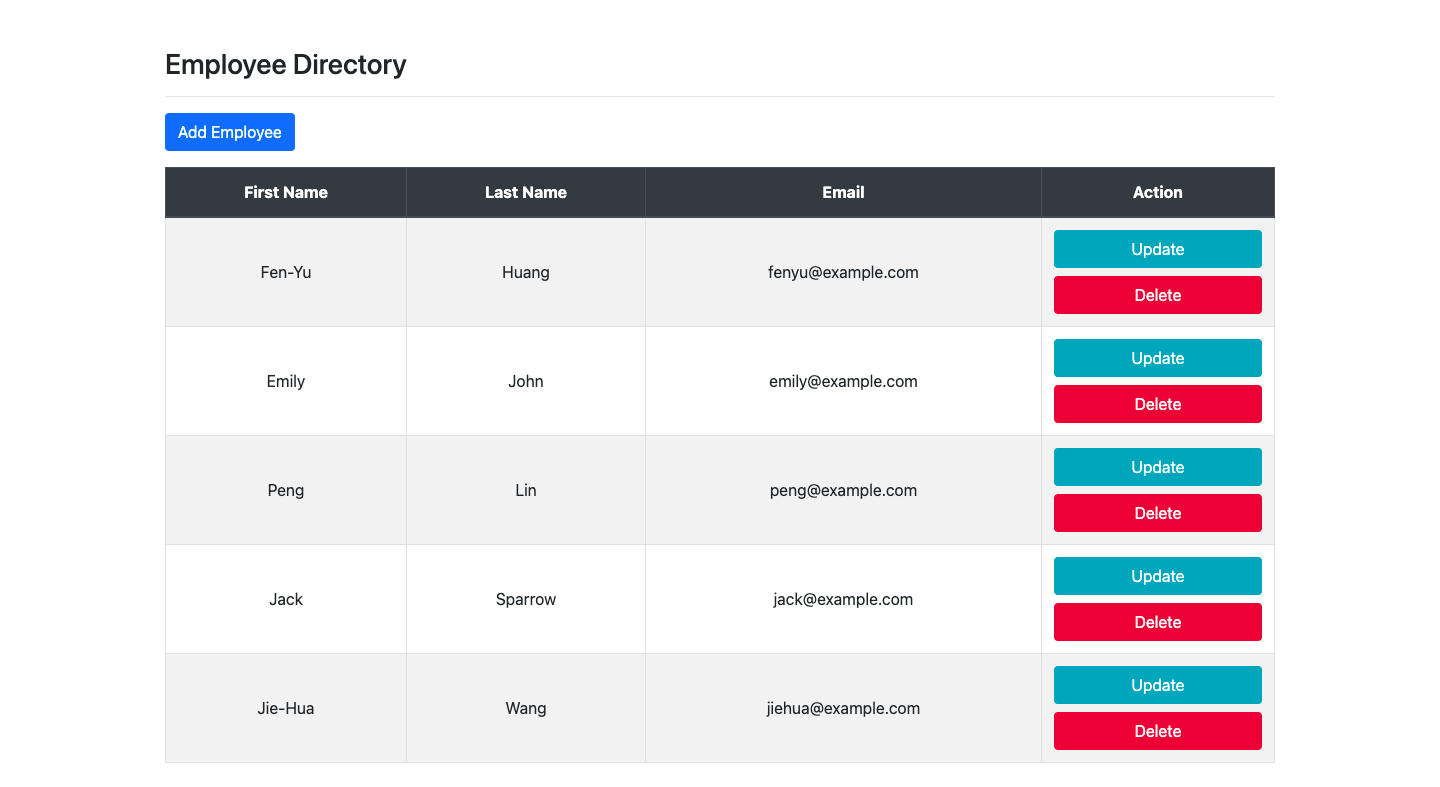 Employee Directory
Add Employee
First Name Last Name Email Action
Fen-Yu Huang fenyu@example.com Update
Delete
Emily John emily@example.com Update
Delete
Peng Lin peng@example.com Update
Delete
Jack Sparrow jack@example.com Update
Delete
Jie-Hua Wang jiehua@example.com Update
Delete